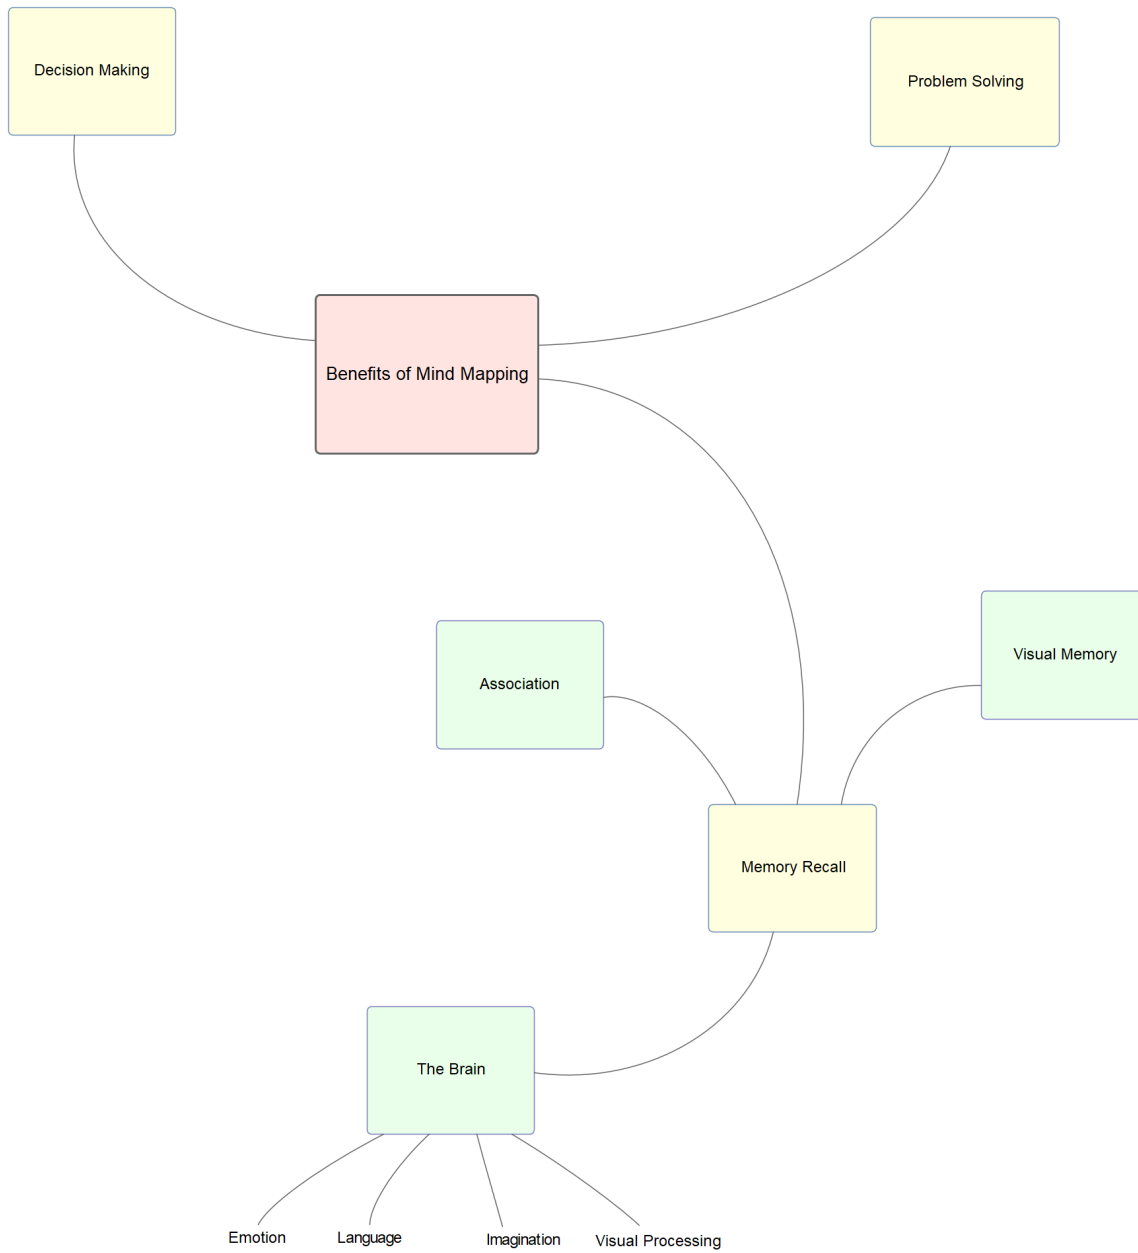 Decision Making
Problem Solving
Benefits of Mind Mapping
Association
Visual Memory
Memory Recall
The Brain
Emotion
Language
Imagination
Visual Processing